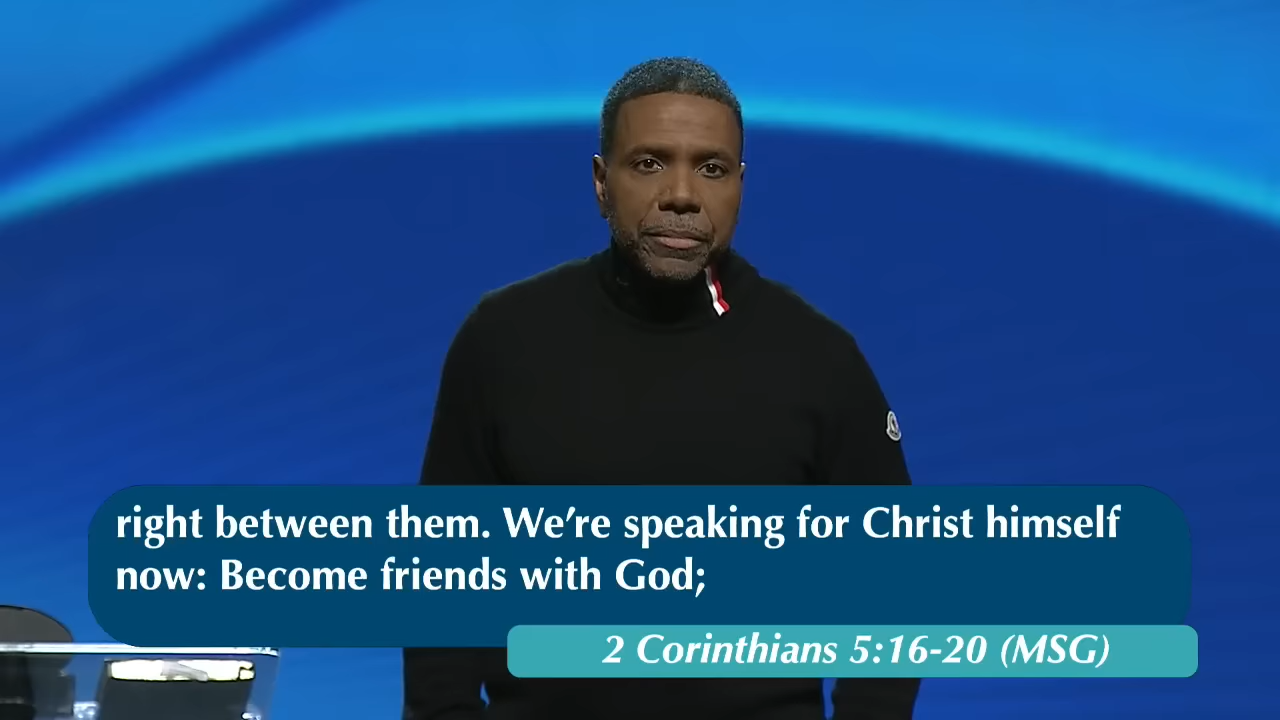 right between them. We’re speaking for Christ himself
now: Become friends with God;
2 Corinthians 5:16-20 (MSG)